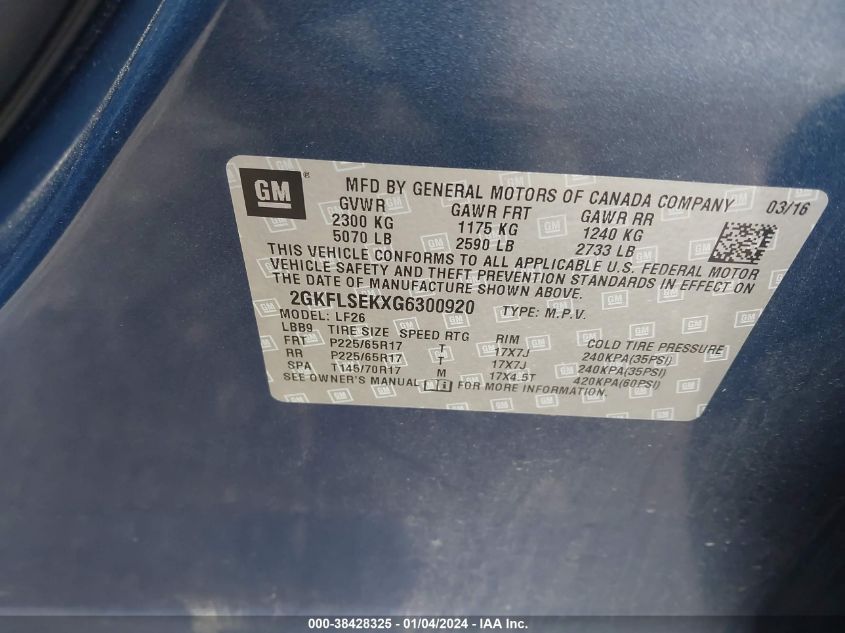 GM ® MFD BY GENERAL MOTORS OF CANADA COMPANY 03/16
GVWR GAWR FRT GAWR RR
2300 KG 1175 KG 1240 KG
5070 LB 2590 LB 2733 LB
THIS VEHICLE CONFORMS TO ALL APPLICABLE U.S. FEDERAL MOTOR
VEHICLE SAFETY AND THEFT PREVENTION STANDARDS IN EFFECT ON
THE DATE OF MANUFACTURE SHOWN ABOVE.
2GKFLSEKXG6300920 TYPE: M.P.V.
MODEL: LF26
LBB9 TIRE SIZE SPEED RTG RIM COLD TIRE PRESSURE
FRT P225/65R17 T 17X7J 240KPA(35PSI)
RR P225/65R17 T 17X7J 240KPA(35PSI)
SPA T145/70R17 M 17X4.5T 420KPA(60PSI)
SEE OWNER'S MANUAL i FOR MORE INFORMATION.
000-38428325 - 01/04/2024 - IAA Inc.